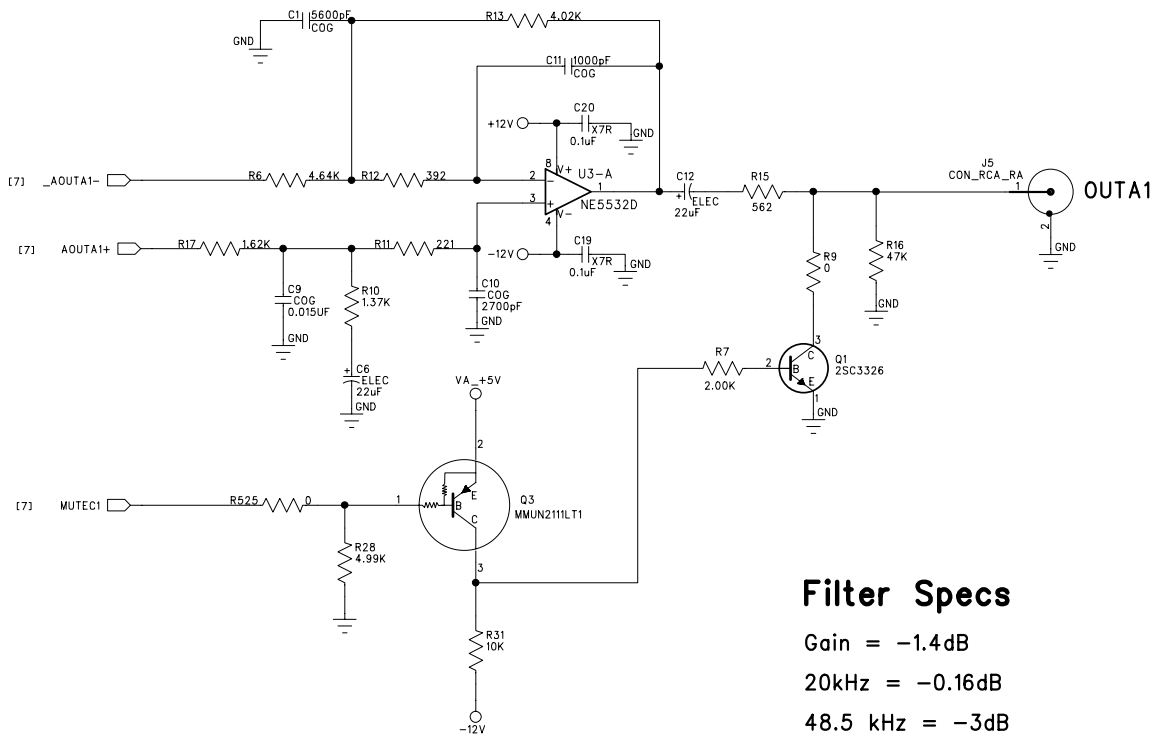 C1 5600pF
COG
GND
R13 4.02K
C11 1000pF
COG
C20
+12V
X7R
0.1uF
GND
[7] _AOUTA1- R6 4.64K R12 392
8 V+ U3-A
2 -
3 +
1
NE5532D
4 V-
C12
+ ELEC
22uF
R15
562
J5
CON_RCA_RA
1
OUTA1
2
GND
[7] AOUTA1+ R17 1.62K R11 221
-12V
C19
X7R
0.1uF
GND
R9
0
R16
47K
GND
C9
COG
0.015UF
GND
R10
1.37K
C10
COG
2700pF
GND
+ C6
ELEC
22uF
GND
R7
2.00K
3
C
2 B
E
1
Q1
2SC3326
GND
VA_+5V
2
[7] MUTEC1 R525 0
1
E
B
C
3
Q3
MMUN2111LT1
R28
4.99K
R31
10K
-12V
Filter Specs
Gain = -1.4dB
20kHz = -0.16dB
48.5 kHz = -3dB